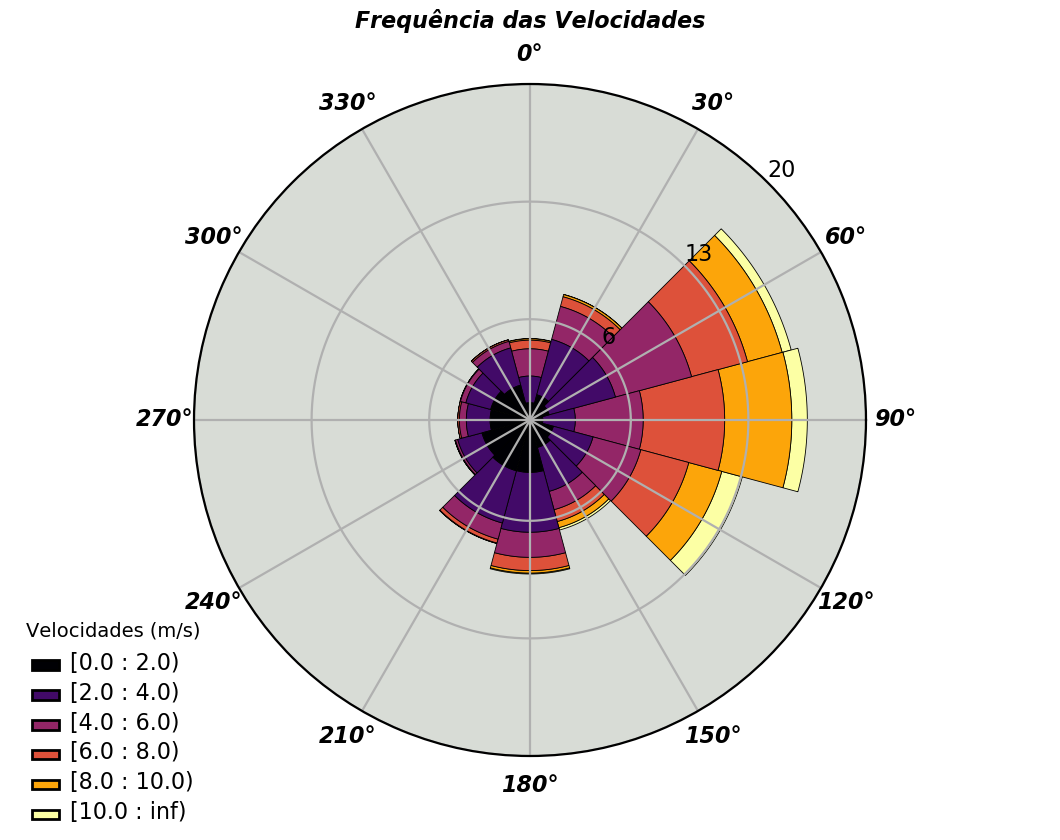 Frequência das Velocidades
0°
330°
30°
20
300°
60°
13
6
270°
90°
240°
120°
210°
150°
180°
Velocidades (m/s)
[0.0 : 2.0)
[2.0 : 4.0)
[4.0 : 6.0)
[6.0 : 8.0)
[8.0 : 10.0)
[10.0 : inf)